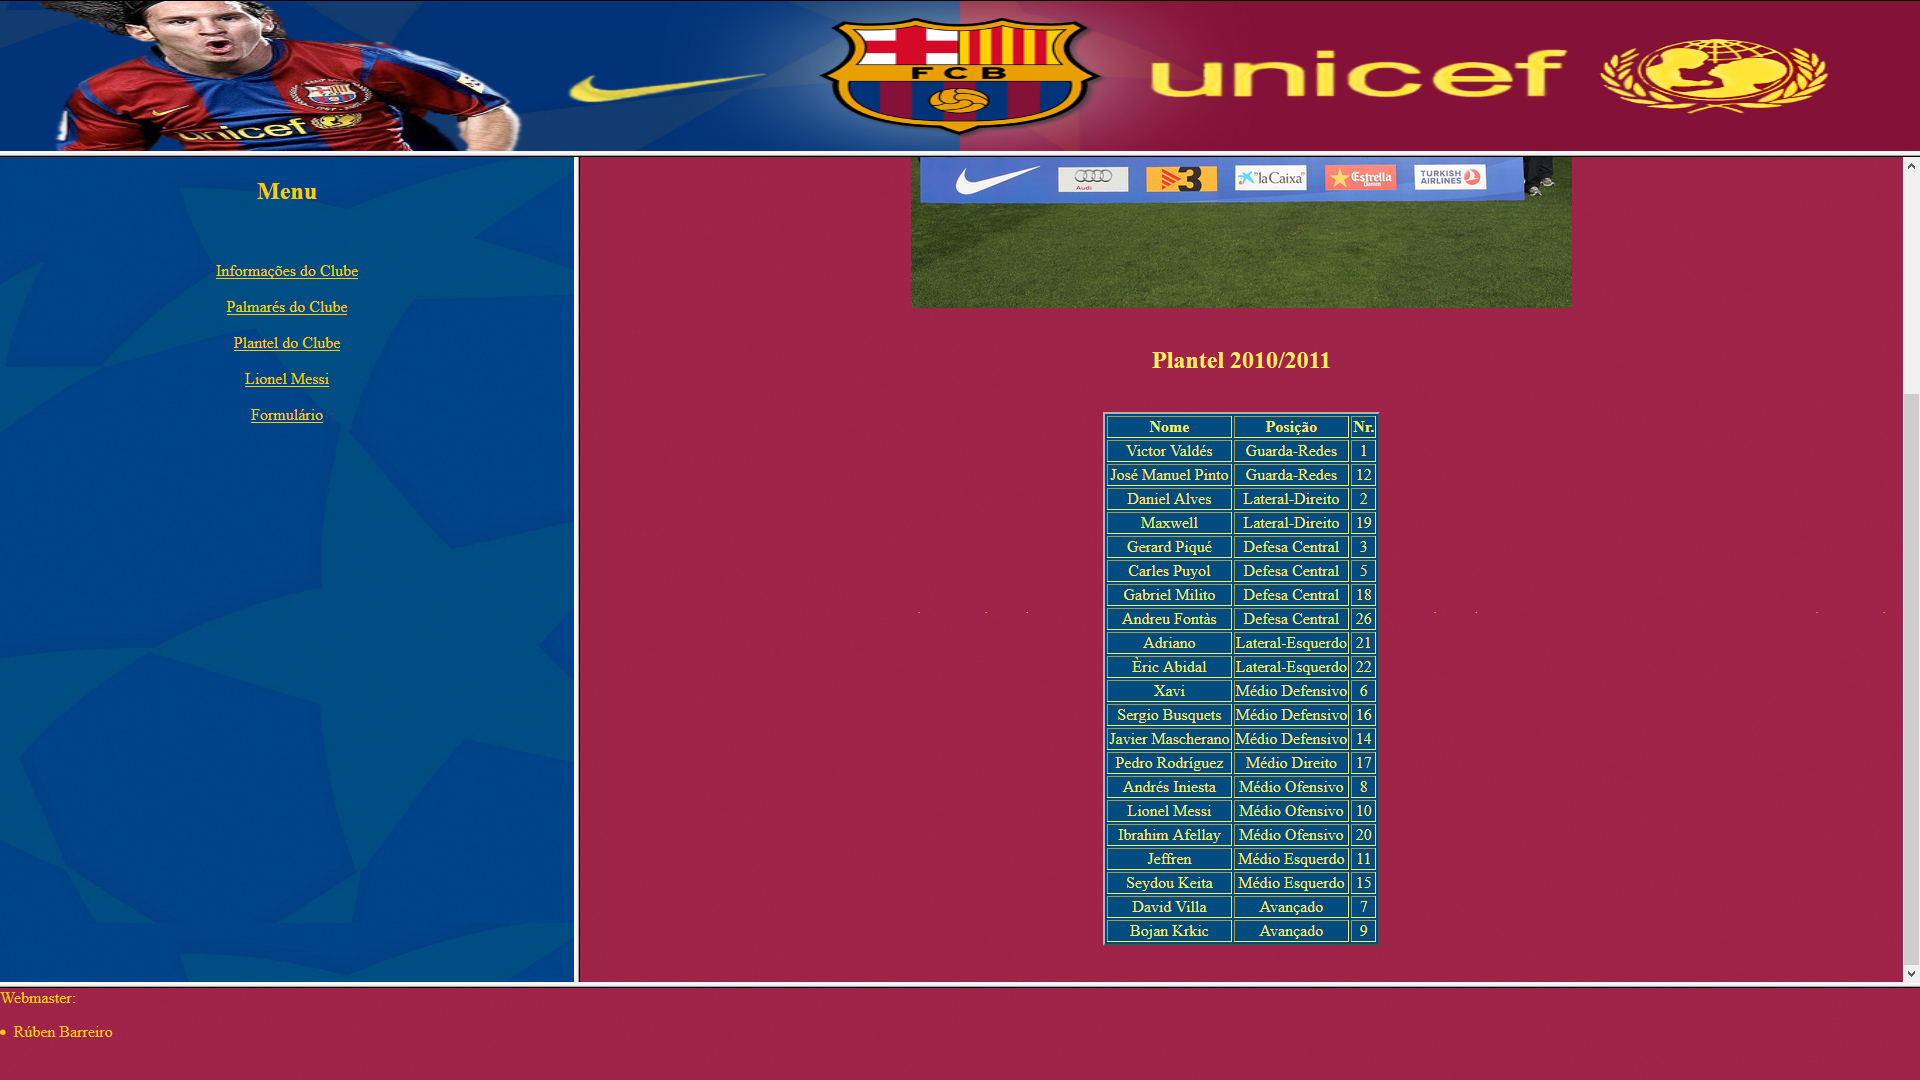 FCB
unicef
unicef
Menu
Informações do Clube
Palmarés do Clube
Plantel do Clube
Lionel Messi
Formulário
Audi
3
"la Caixa"
Estrella
Damm
TURKISH
AIRLINES
Plantel 2010/2011
Nome Posição Nr.
Victor Valdés Guarda-Redes 1
José Manuel Pinto Guarda-Redes 12
Daniel Alves Lateral-Direito 2
Maxwell Lateral-Direito 19
Gerard Piqué Defesa Central 3
Carles Puyol Defesa Central 5
Gabriel Milito Defesa Central 18
Andreu Fontàs Defesa Central 26
Adriano Lateral-Esquerdo 21
Èric Abidal Lateral-Esquerdo 22
Xavi Médio Defensivo 6
Sergio Busquets Médio Defensivo 16
Javier Mascherano Médio Defensivo 14
Pedro Rodríguez Médio Direito 17
Andrés Iniesta Médio Ofensivo 8
Lionel Messi Médio Ofensivo 10
Ibrahim Afellay Médio Ofensivo 20
Jeffren Médio Esquerdo 11
Seydou Keita Médio Esquerdo 15
David Villa Avançado 7
Bojan Krkic Avançado 9
Webmaster:
• Rúben Barreiro